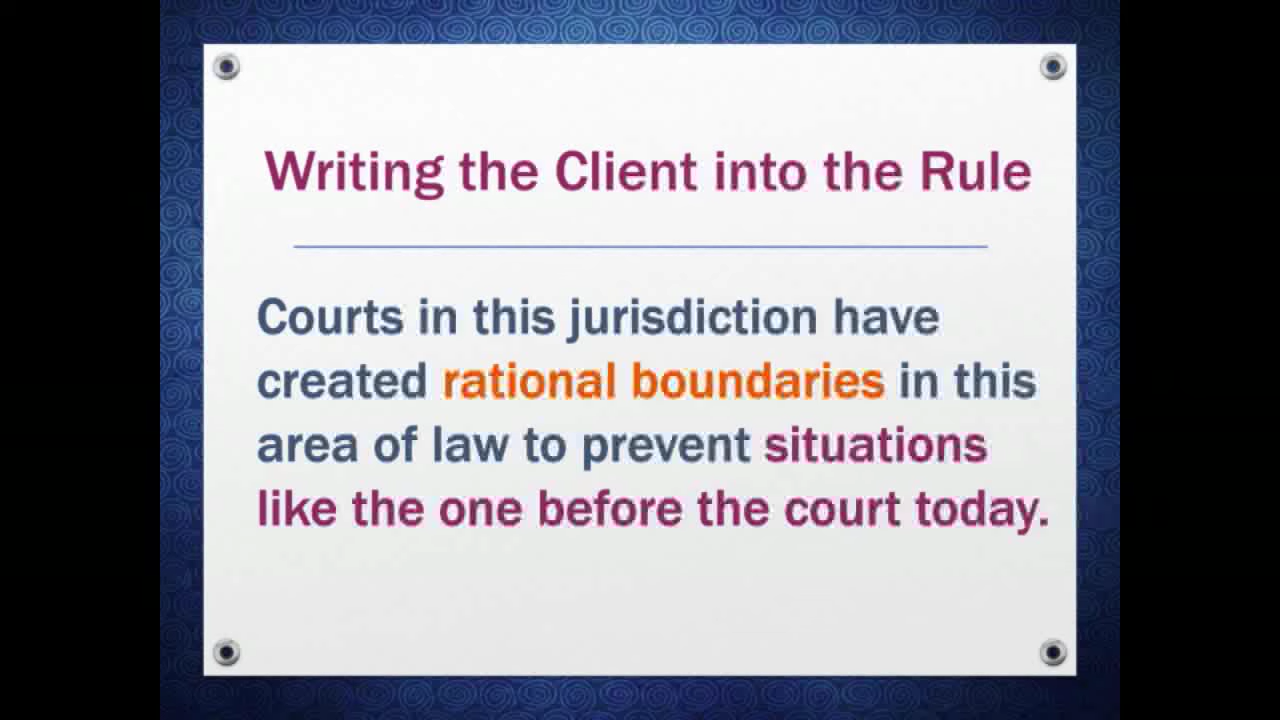 Writing the Client into the Rule
Courts in this jurisdiction have
created rational boundaries in this
area of law to prevent situations
like the one before the court today.